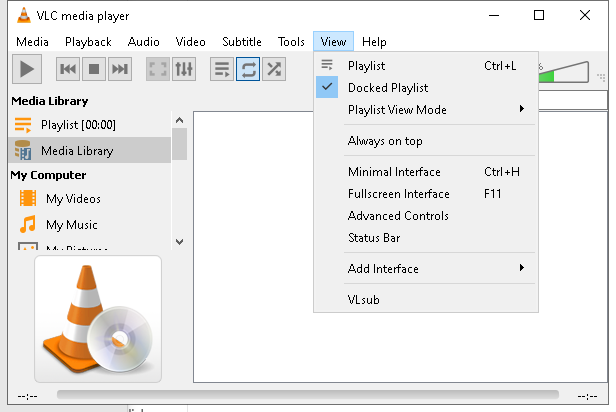 VLC media player
Media Playback Audio Video Subtitle Tools View Help
Media Library
Playlist [00:00]
Media Library
My Computer
My Videos
My Music
Playlist Ctrl+L
Docked Playlist
Playlist View Mode
Always on top
Minimal Interface Ctrl+H
Fullscreen Interface F11
Advanced Controls
Status Bar
Add Interface
VLsub
%
--:-- --:--